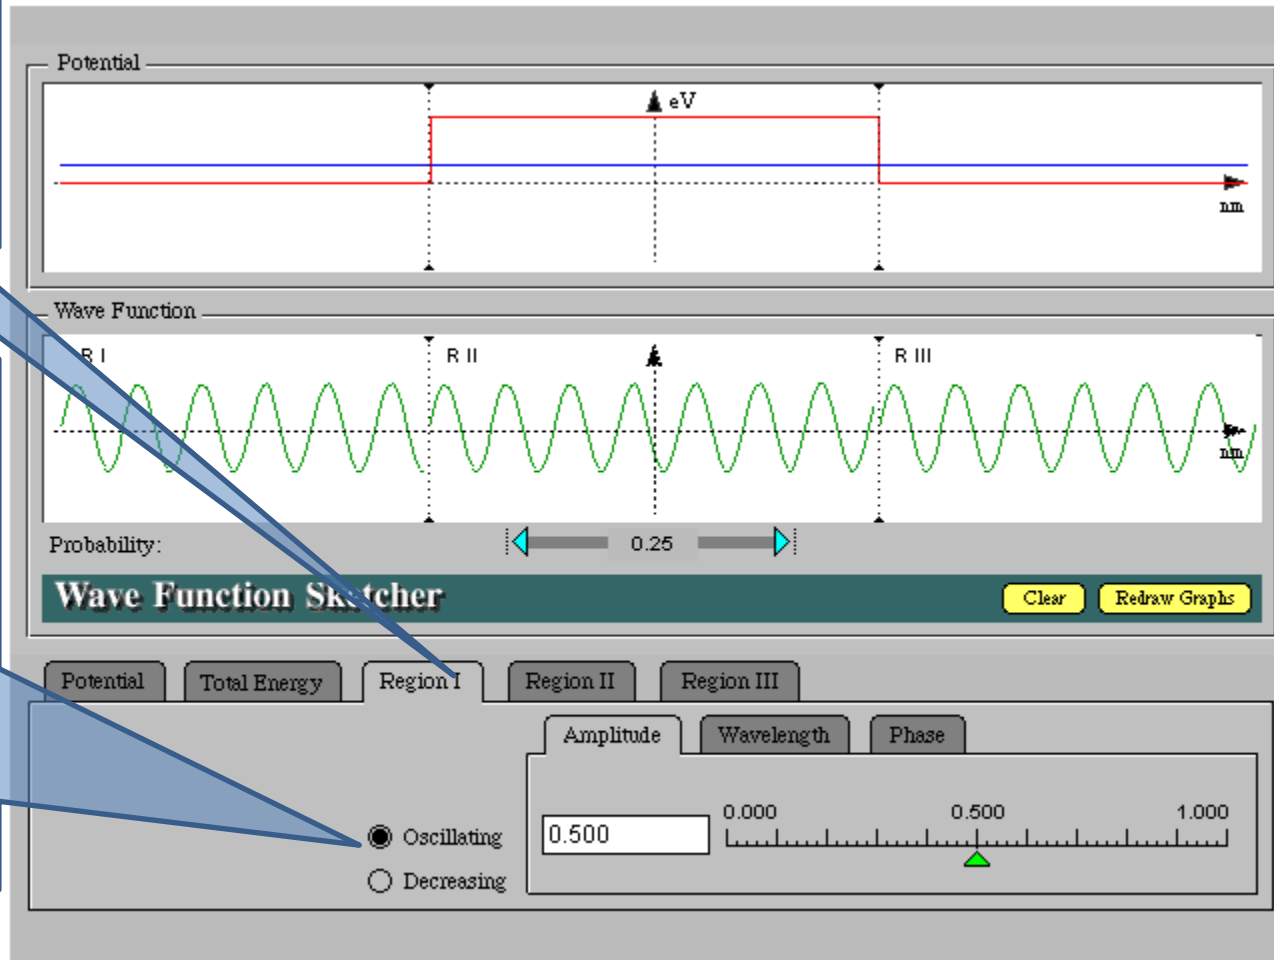 Potential
eV
nm
Wave Function
R I
R II
R III
nm
Probability:
0.25
Wave Function Sketcher
Clear
Redraw Graphs
Potential
Total Energy
Region I
Region II
Region III
Amplitude
Wavelength
Phase
0.000
0.500
1.000
0.500
Oscillating
Decreasing